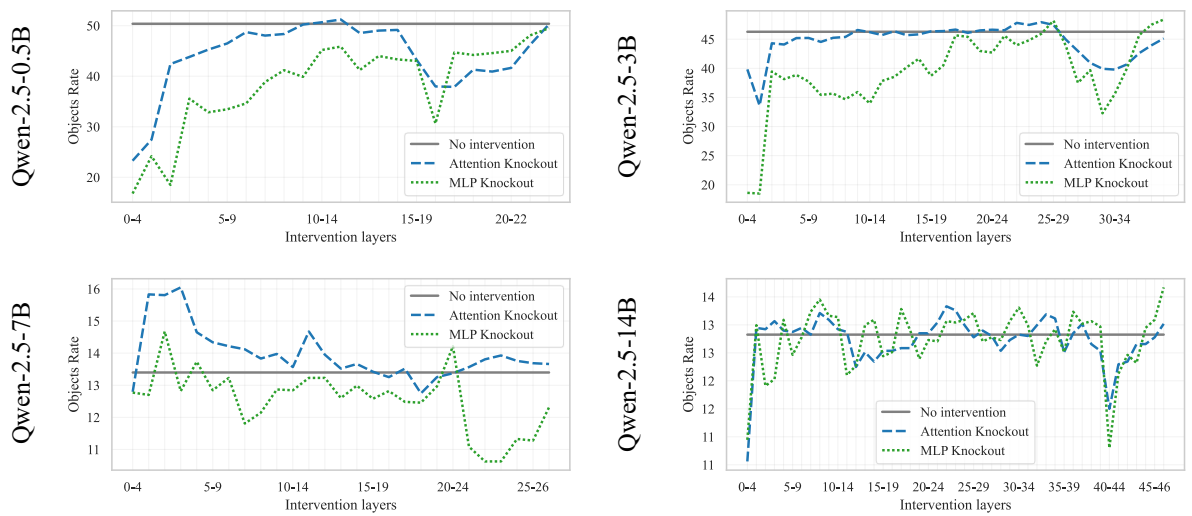 Qwen-2.5-0.5B
Objects Rate
50
40
30
20
No intervention
Attention Knockout
MLP Knockout
0-4 5-9 10-14 15-19 20-22
Intervention layers
Qwen-2.5-3B
Objects Rate
45
40
35
30
25
20
No intervention
Attention Knockout
MLP Knockout
0-4 5-9 10-14 15-19 20-24 25-29 30-34
Intervention layers
Qwen-2.5-7B
Objects Rate
16
15
14
13
12
11
No intervention
Attention Knockout
MLP Knockout
0-4 5-9 10-14 15-19 20-24 25-26
Intervention layers
Qwen-2.5-14B
Objects Rate
14
13
13
12
12
11
11
No intervention
Attention Knockout
MLP Knockout
0-4 5-9 10-14 15-19 20-24 25-29 30-34 35-39 40-44 45-46
Intervention layers